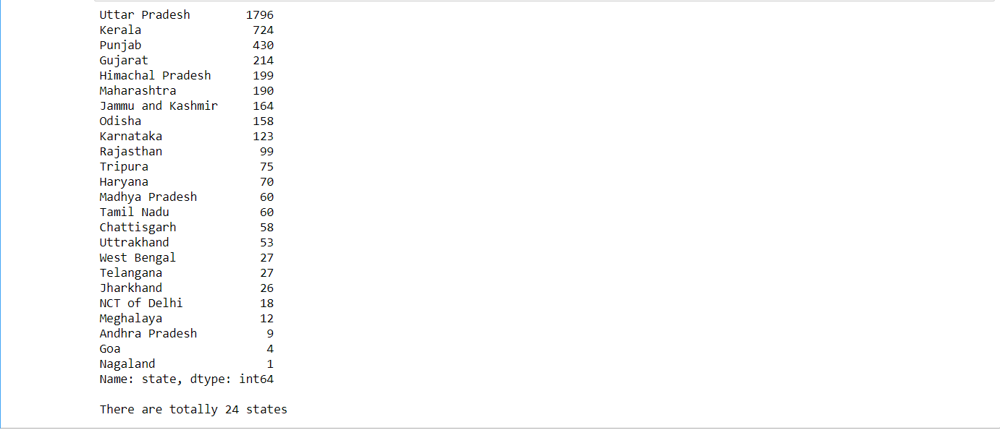 Uttar Pradesh 1796
Kerala 724
Punjab 430
Gujarat 214
Himachal Pradesh 199
Maharashtra 190
Jammu and Kashmir 164
Odisha 158
Karnataka 123
Rajasthan 99
Tripura 75
Haryana 70
Madhya Pradesh 60
Tamil Nadu 60
Chattisgarh 58
Uttrakhand 53
West Bengal 27
Telangana 27
Jharkhand 26
NCT of Delhi 18
Meghalaya 12
Andhra Pradesh 9
Goa 4
Nagaland 1
Name: state, dtype: int64
There are totally 24 states